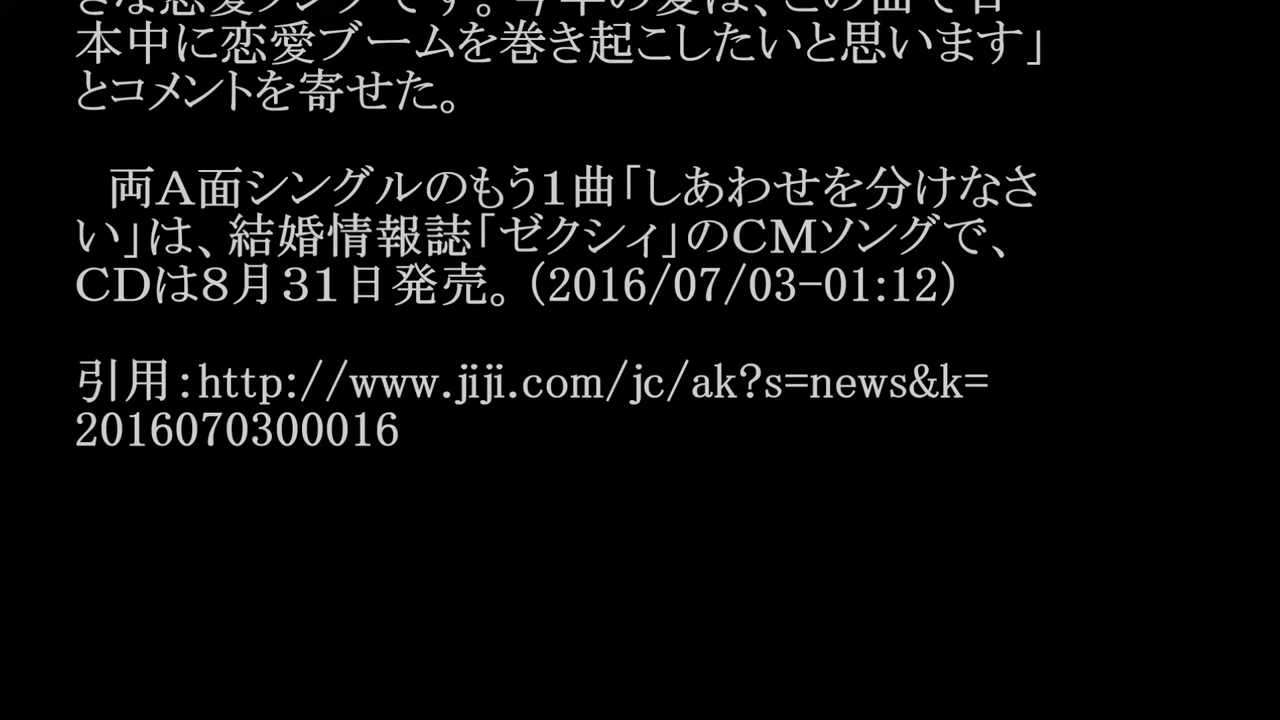 本中に恋愛ブームを巻き起こしたいと思います」
とコメントを寄せた。
両Ａ面シングルのもう１曲「しあわせを分けなさ
い」は、結婚情報誌「ゼクシィ」のＣＭソングで、
ＣＤは８月３１日発売。（2016/07/03-01:12）
引用：http://www.jiji.com/jc/ak?s=news&k=
2016070300016